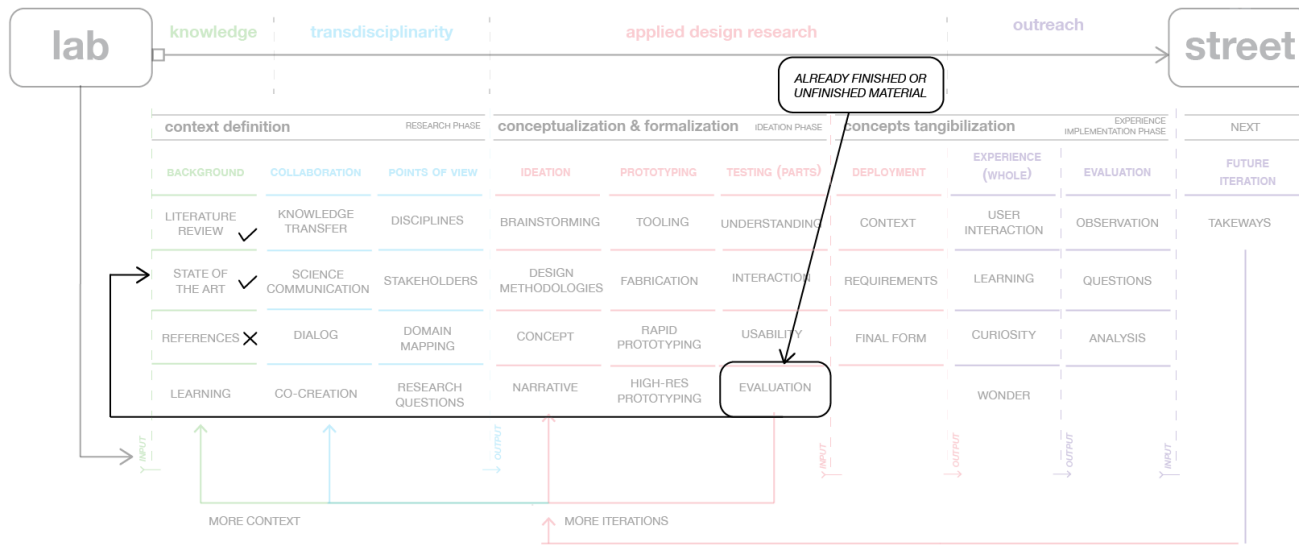 lab
knowledge
transdisciplinarity
applied design research
outreach
street
ALREADY FINISHED OR
UNFINISHED MATERIAL
context definition
RESEARCH PHASE
conceptualization & formalization
IDEATION PHASE
concepts tangibilization
EXPERIENCE
IMPLEMENTATION PHASE
NEXT
BACKGROUND
COLLABORATION
POINTS OF VIEW
IDEATION
PROTOTYPING
TESTING (PARTS)
DEPLOYMENT
EXPERIENCE
(WHOLE)
EVALUATION
FUTURE
ITERATION
LITERATURE
REVIEW
KNOWLEDGE
TRANSFER
DISCIPLINES
BRAINSTORMING
TOOLING
UNDERSTANDING
CONTEXT
USER
INTERACTION
OBSERVATION
TAKEWAYS
STATE OF
THE ART
SCIENCE
COMMUNICATION
STAKEHOLDERS
DESIGN
METHODOLOGIES
FABRICATION
INTERACTION
REQUIREMENTS
LEARNING
QUESTIONS
REFERENCES
DIALOG
DOMAIN
MAPPING
CONCEPT
RAPID
PROTOTYPING
USABILITY
FINAL FORM
CURIOSITY
ANALYSIS
LEARNING
CO-CREATION
RESEARCH
QUESTIONS
NARRATIVE
HIGH-RES
PROTOTYPING
EVALUATION
WONDER
INPUT
OUTPUT
INPUT
OUTPUT
OUTPUT
INPUT
MORE CONTEXT
MORE ITERATIONS